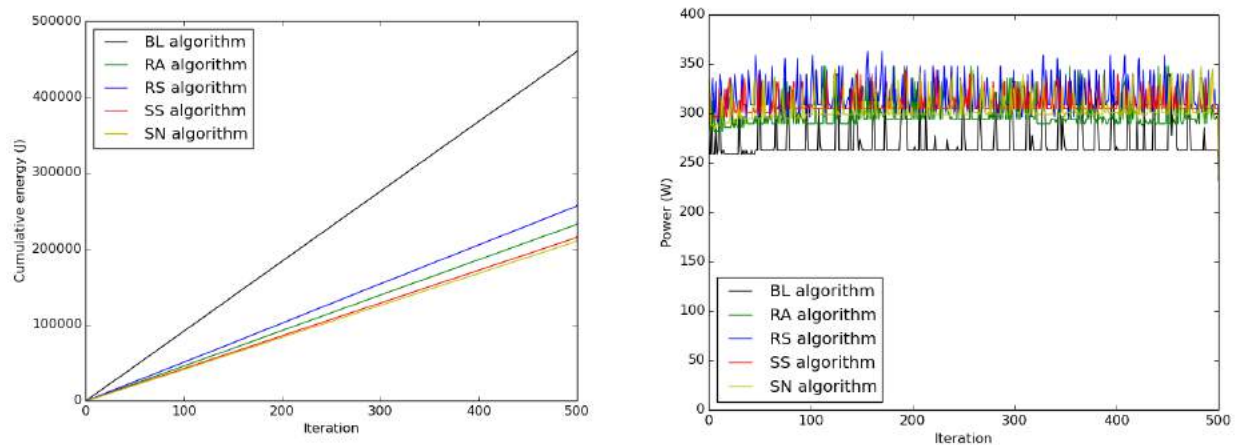 500000
400000
300000
200000
100000
0
Cumulative energy (J)
BL algorithm
RA algorithm
RS algorithm
SS algorithm
SN algorithm
0 100 200 300 400 500
Iteration
400
350
300
250
200
150
100
50
0
Power (W)
BL algorithm
RA algorithm
RS algorithm
SS algorithm
SN algorithm
0 100 200 300 400 500
Iteration